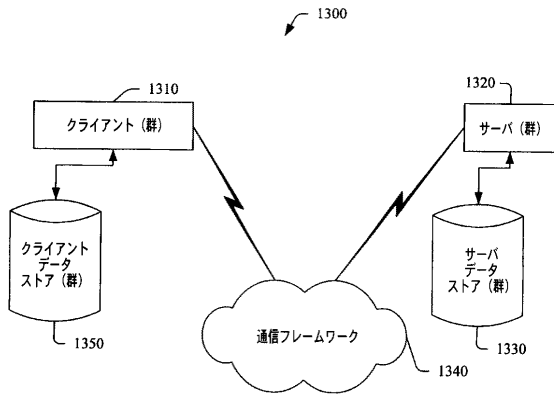 1300
1310
クライアント（群）
1320
サーバ（群）
クライアント
データ
ストア（群）
1350
サーバ
データ
ストア（群）
1330
通信フレームワーク
1340